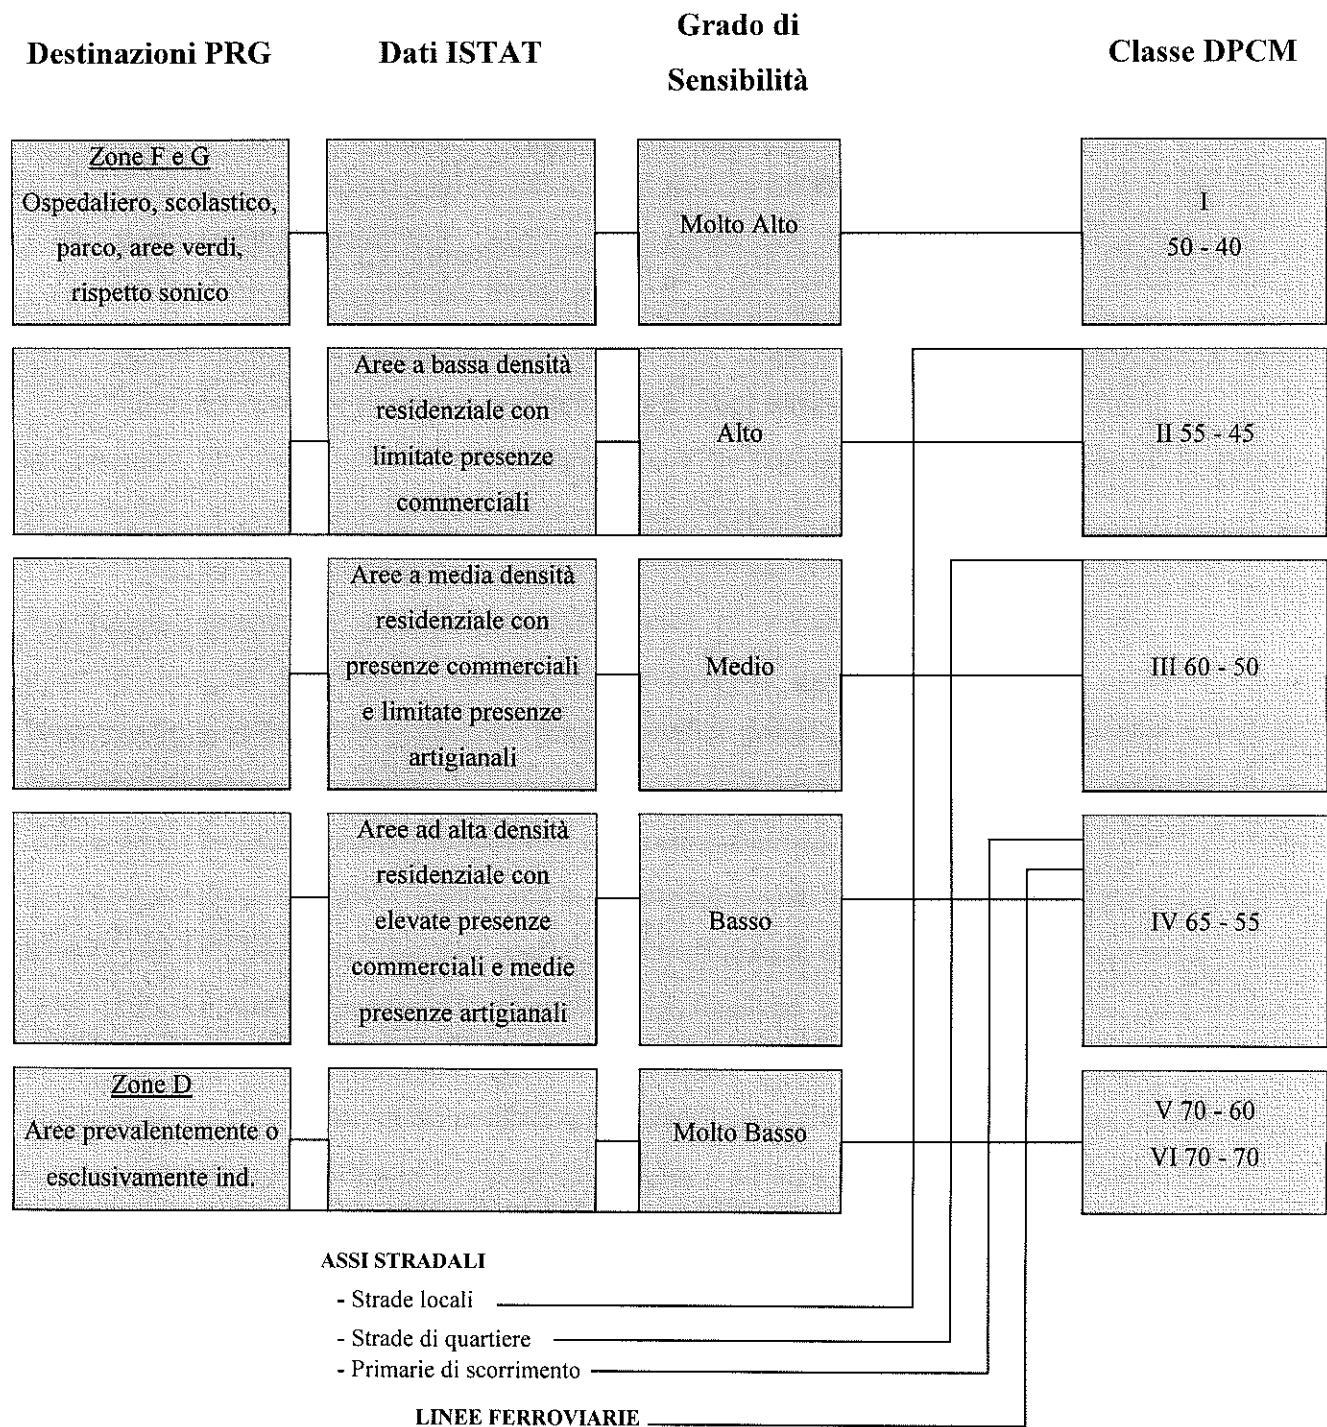 Destinazioni PRG
Dati ISTAT
Grado di
Sensibilità
Classe DPCM
Zone F e G
Ospedaliero, scolastico,
parco, aree verdi,
rispetto sonico
Molto Alto
I
50 - 40
Aree a bassa densità
residenziale con
limitate presenze
commerciali
Alto
II 55 - 45
Aree a media densità
residenziale con
presenze commerciali
e limitate presenze
artigianali
Medio
III 60 - 50
Aree ad alta densità
residenziale con
elevate presenze
commerciali e medie
presenze artigianali
Basso
IV 65 - 55
Zone D
Aree prevalentemente o
esclusivamente ind.
Molto Basso
V 70 - 60
VI 70 - 70
ASSI STRADALI
- Strade locali
- Strade di quartiere
- Primarie di scorrimento
LINEE FERROVIARIE